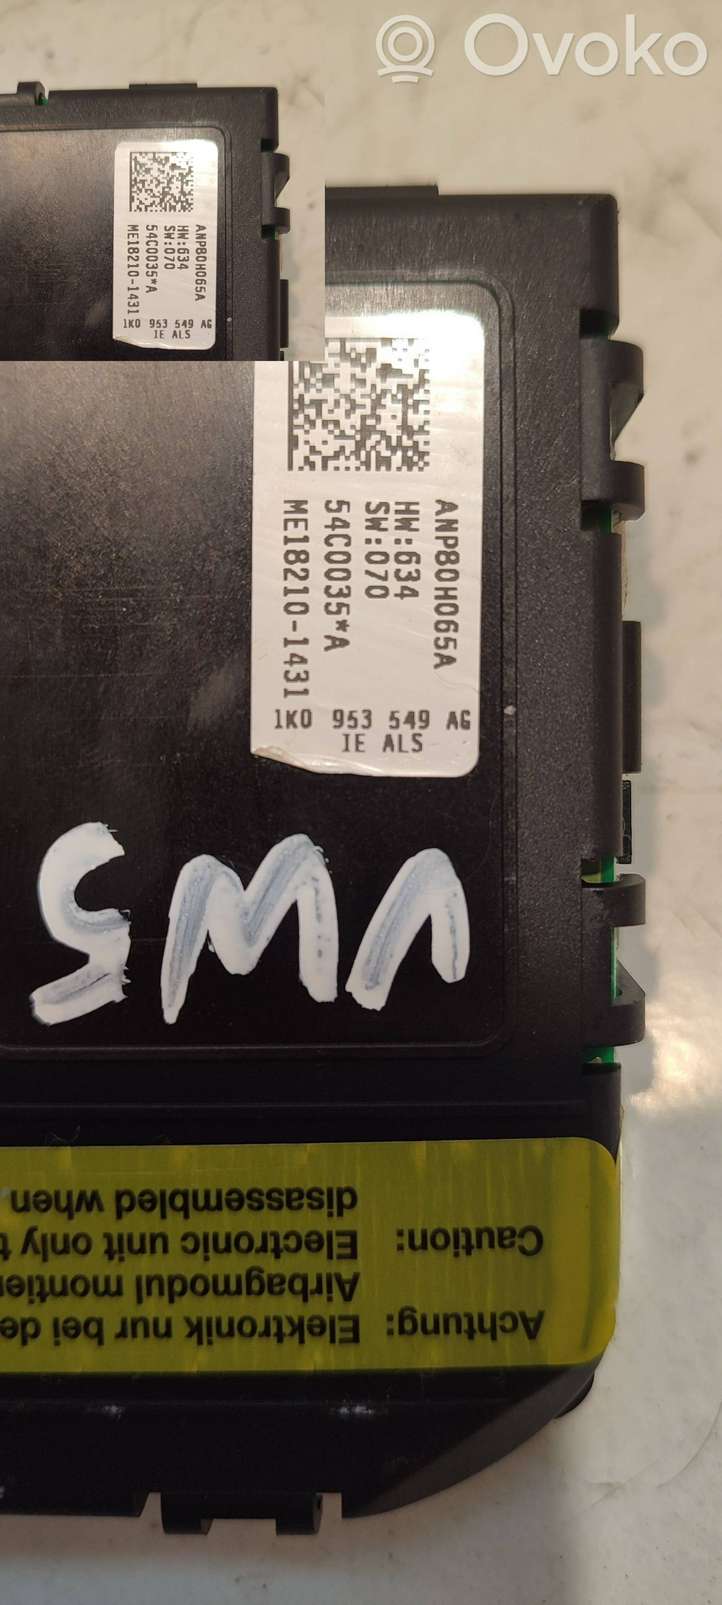 Ovoko
ANP80H065A
HW:634
SW:070
54C0035*A
ME18210-1431
1K0 953 549 AG
IE ALS
ANP80H065A
HW:634
SW:070
54C0035*A
ME18210-1431
1K0 953 549 AG
IE ALS
VW5
Achtung: Elektronik nur bei de
Airbagmodul montier
Caution: Electronic unit only t
disassembled when